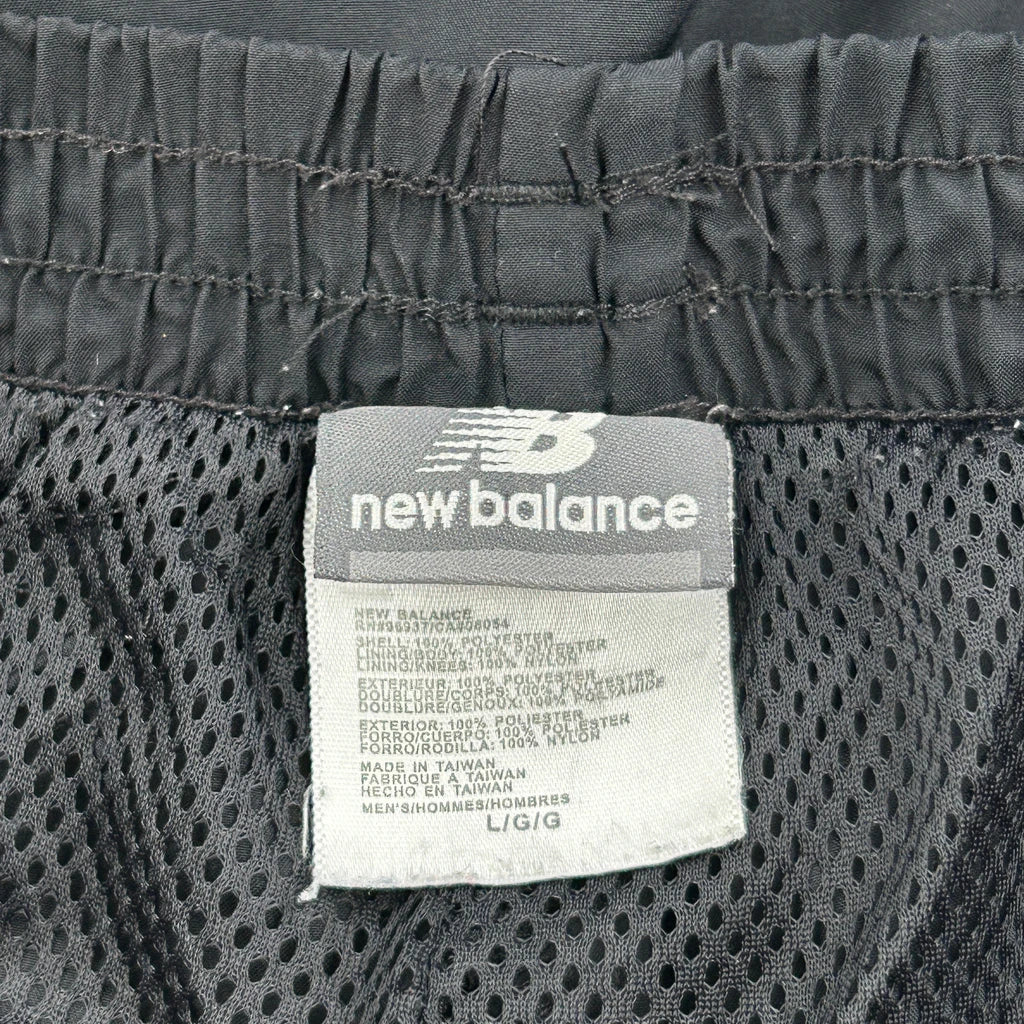 NB
new balance
NEW BALANCE
RN#96937/CA#08054
SHELL: 100% POLYESTER
LINING/BODY: 100% POLYESTER
LINING/KNEES: 100% NYLON
EXTERIEUR: 100% POLYESTER
DOUBLURE/CORPS: 100% POLYESTER
DOUBLURE/GENOUX: 100% POLYAMIDE
EXTERIOR: 100% POLIESTER
FORRO/CUERPO: 100% POLIESTER
FORRO/RODILLA: 100% NYLON
MADE IN TAIWAN
FABRIQUE A TAIWAN
HECHO EN TAIWAN
MEN'S/HOMMES/HOMBRES
L/G/G